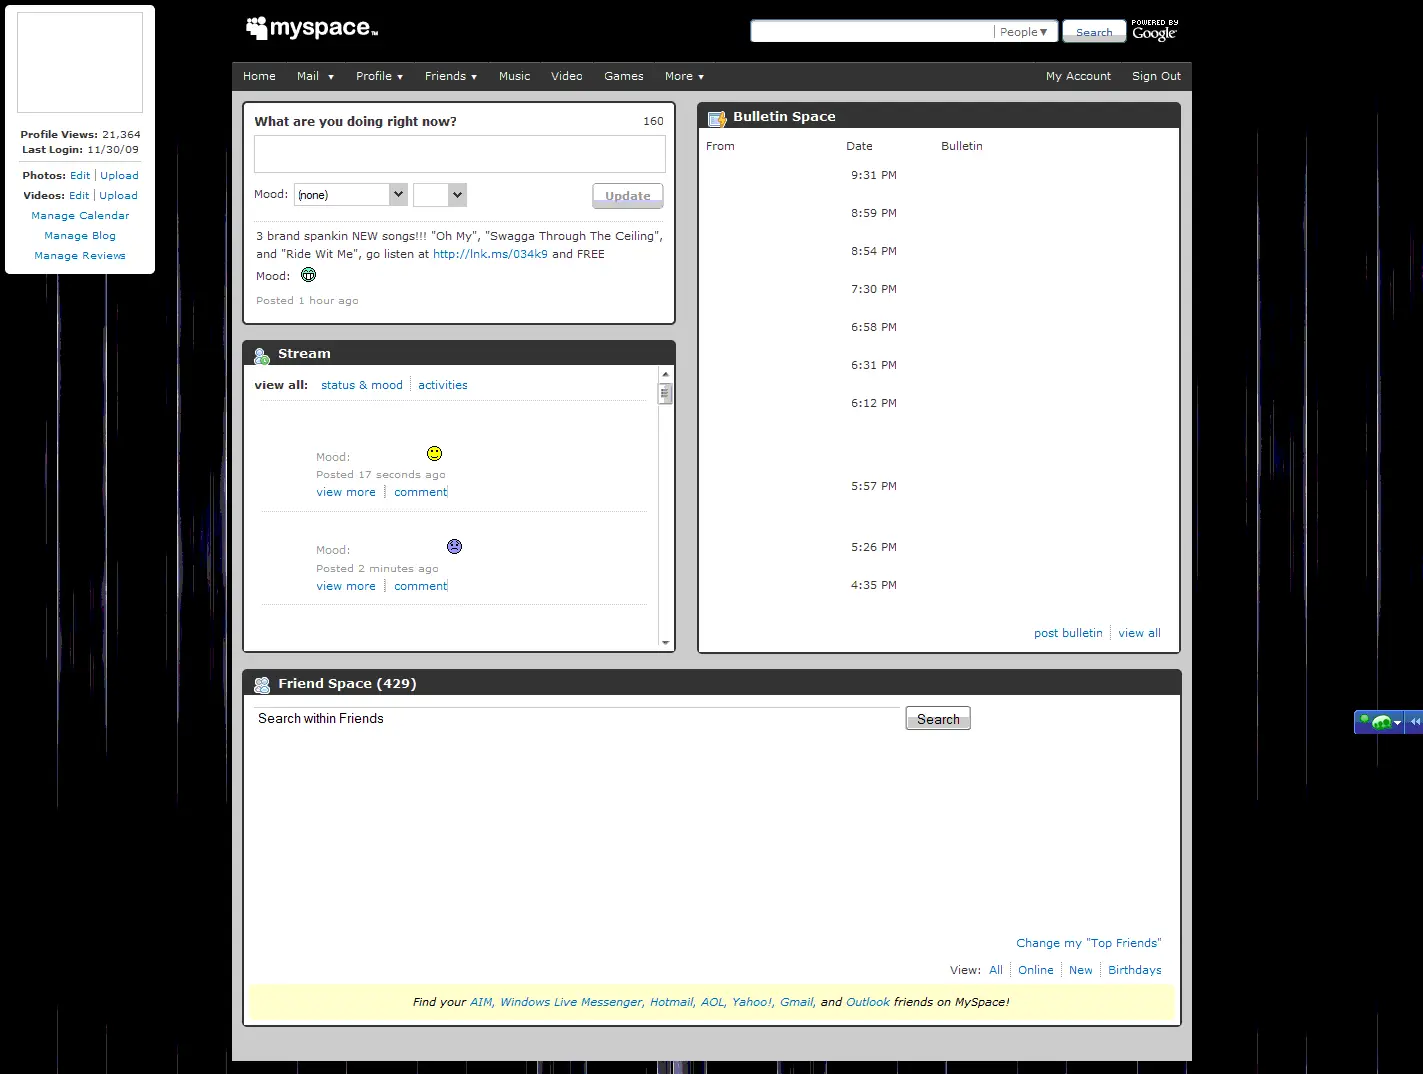 myspace™
People▼
Search
POWERED BY
Google
Home
Mail ▼
Profile ▼
Friends ▼
Music
Video
Games
More ▼
My Account
Sign Out
Profile Views: 21,364
Last Login: 11/30/09
Photos: Edit | Upload
Videos: Edit | Upload
Manage Calendar
Manage Blog
Manage Reviews
What are you doing right now?
160
Mood: (none)
Update
3 brand spankin NEW songs!!! "Oh My", "Swagga Through The Ceiling",
and "Ride Wit Me", go listen at http://lnk.ms/034k9 and FREE
Mood:
Posted 1 hour ago
Stream
view all: status & mood activities
Mood:
Posted 17 seconds ago
view more comment
Mood:
Posted 2 minutes ago
view more comment
Bulletin Space
From Date Bulletin
9:31 PM
8:59 PM
8:54 PM
7:30 PM
6:58 PM
6:31 PM
6:12 PM
5:57 PM
5:26 PM
4:35 PM
post bulletin view all
Friend Space (429)
Search within Friends
Search
Change my "Top Friends"
View: All Online New Birthdays
Find your AIM, Windows Live Messenger, Hotmail, AOL, Yahoo!, Gmail, and Outlook friends on MySpace!